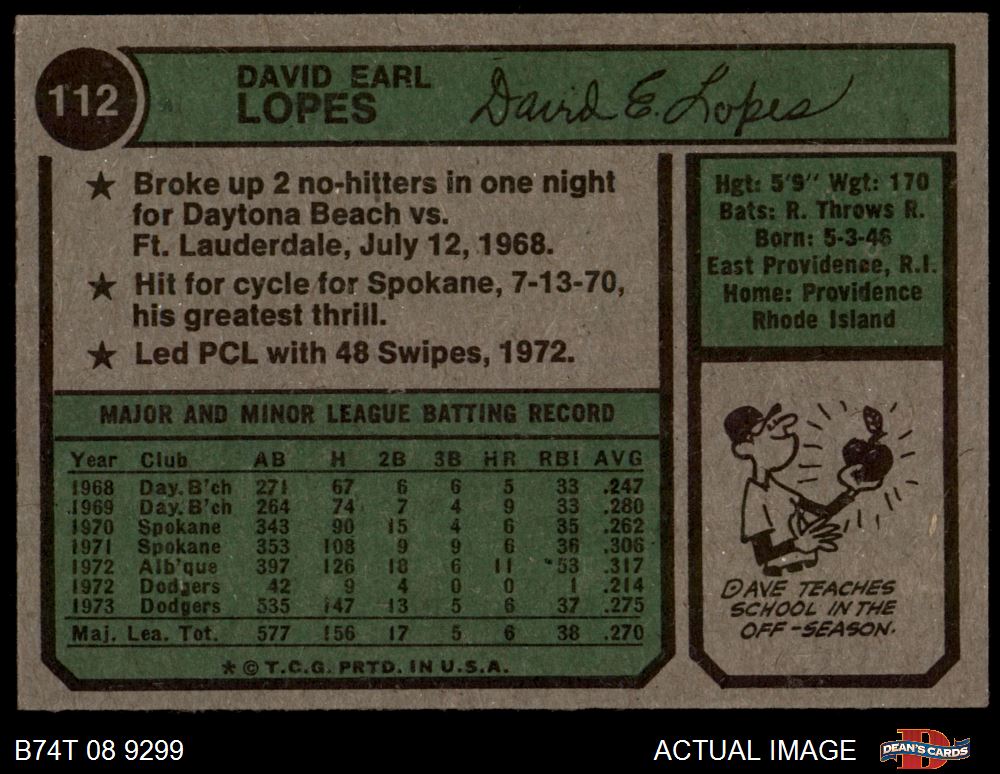 112
DAVID EARL
LOPES
David E. Lopes
★ Broke up 2 no-hitters in one night
for Daytona Beach vs.
Ft. Lauderdale, July 12, 1968.
★ Hit for cycle for Spokane, 7-13-70,
his greatest thrill.
★ Led PCL with 48 Swipes, 1972.
Hgt: 5'9" Wgt: 170
Bats: R. Throws R.
Born: 5-3-46
East Providence, R.I.
Home: Providence
Rhode Island
MAJOR AND MINOR LEAGUE BATTING RECORD
Year Club AB H 2B 3B HR RBI AVG
1968 Day. B'ch 271 67 6 6 5 33 .247
1969 Day. B'ch 264 74 7 4 9 33 .280
1970 Spokane 343 90 15 4 6 35 .262
1971 Spokane 353 108 9 9 6 36 .306
1972 Alb'que 397 126 18 6 11 53 .317
1972 Dodgers 42 9 4 0 0 1 .214
1973 Dodgers 535 147 13 5 6 37 .275
Maj. Lea. Tot. 577 156 17 5 6 38 .270
★ © T.C.G. PRTD. IN U.S.A.
DAVE TEACHES
SCHOOL IN THE
OFF-SEASON.
B74T 08 9299
ACTUAL IMAGE
DEAN'S CARDS